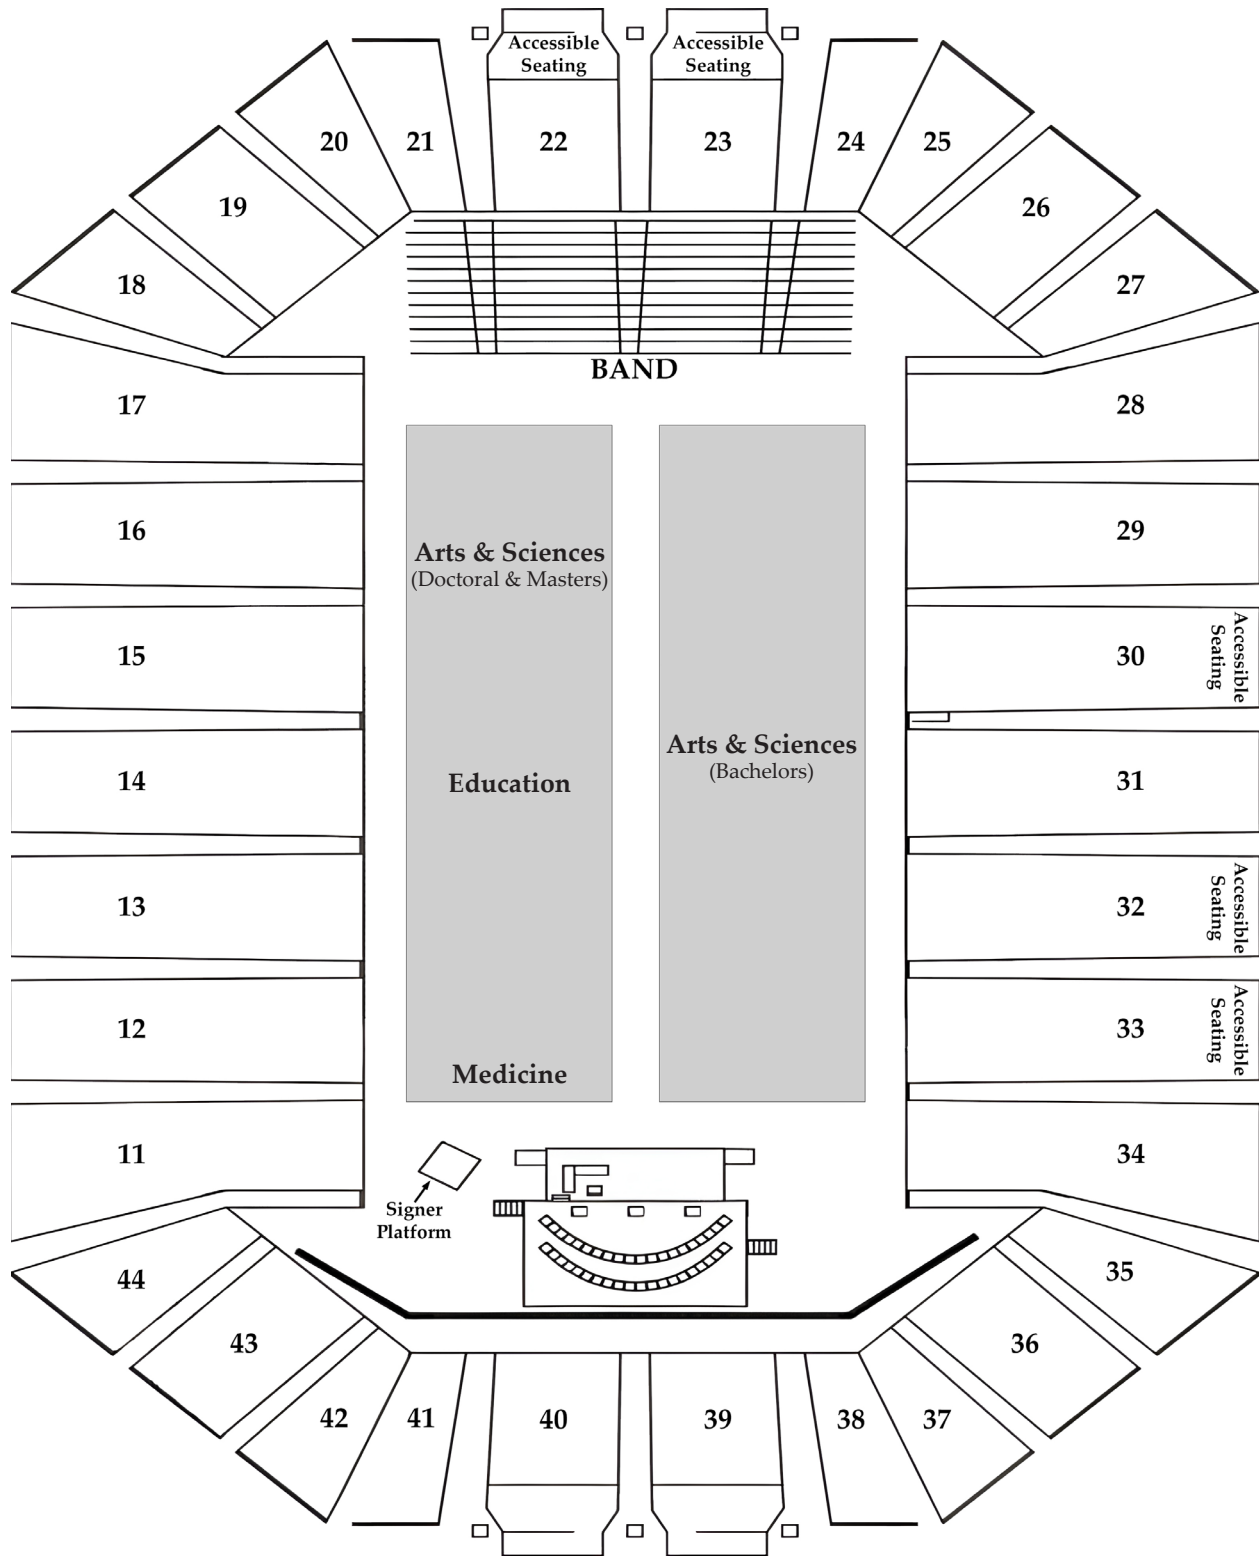 Accessible
Seating
Accessible
Seating
20
21
22
23
24
25
19
26
18
27
BAND
17
28
16
29
Arts & Sciences
(Doctoral & Masters)
15
30
Accessible
Seating
Arts & Sciences
(Bachelors)
14
Education
31
13
32
Accessible
Seating
12
33
Accessible
Seating
Medicine
11
34
Signer
Platform
44
35
43
36
42
41
40
39
38
37